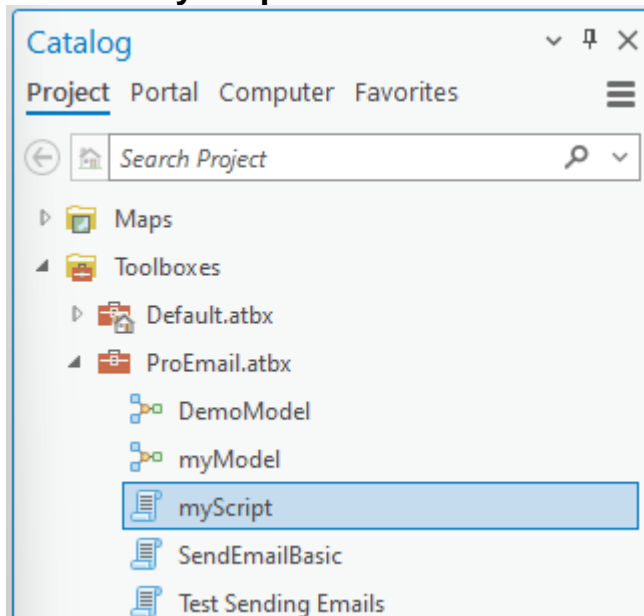 Catalog
Project Portal Computer Favorites
Search Project
Maps
Toolboxes
Default.atbx
ProEmail.atbx
DemoModel
myModel
myScript
SendEmailBasic
Test Sending Emails